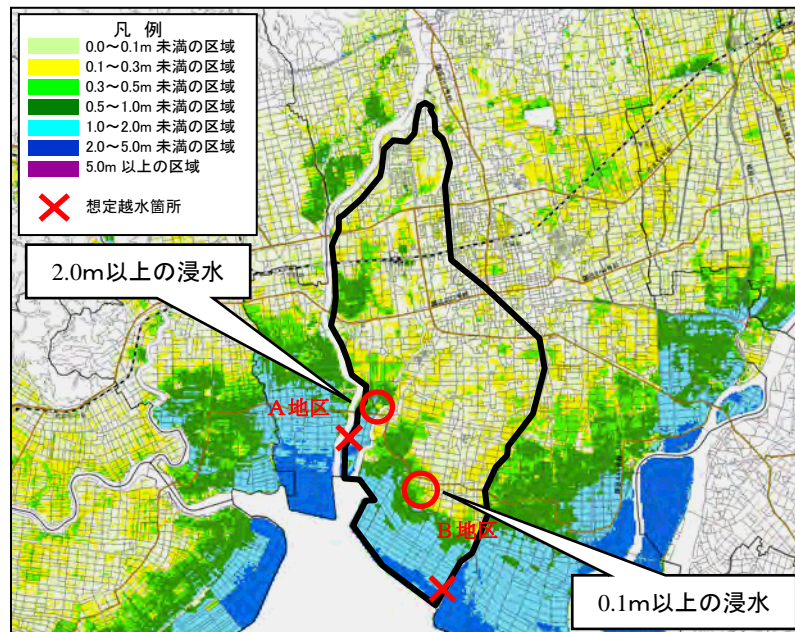 凡 例
0.0～0.1m 未満の区域
0.1～0.3m 未満の区域
0.3～0.5m 未満の区域
0.5～1.0m 未満の区域
1.0～2.0m 未満の区域
2.0～5.0m 未満の区域
5.0m 以上の区域
想定越水箇所
2.0m以上の浸水
A地区
B地区
0.1m以上の浸水